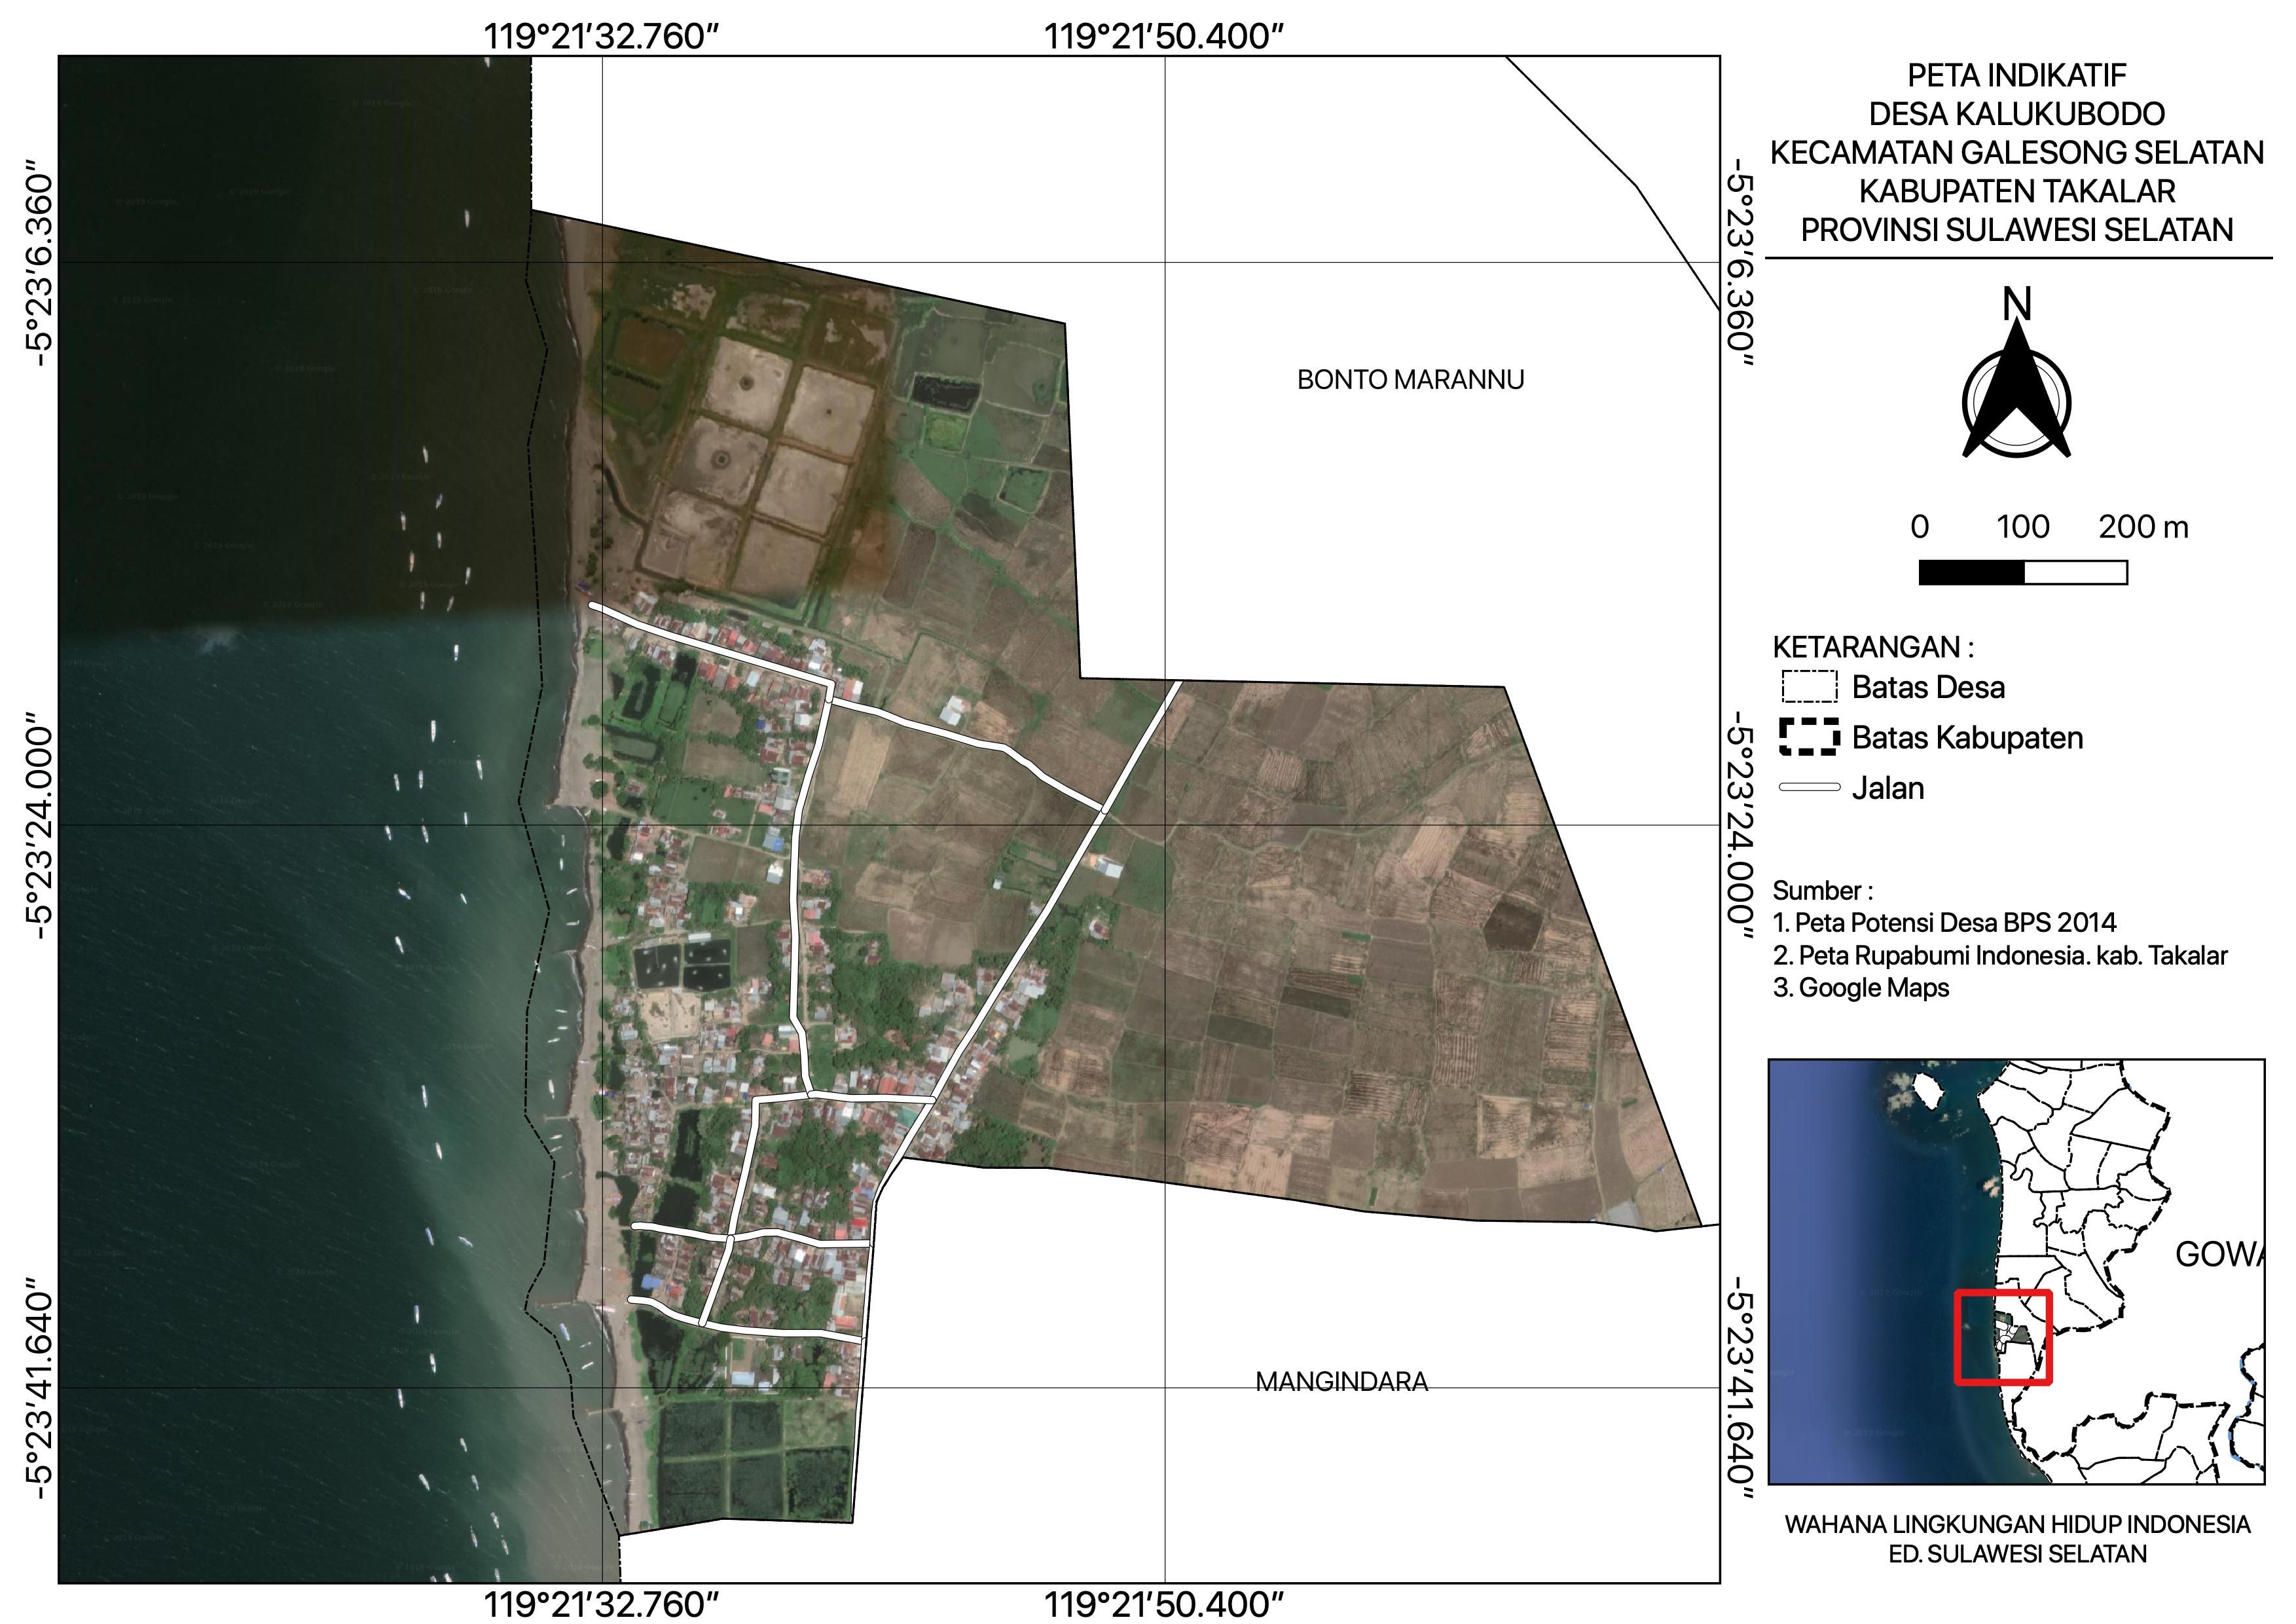 119°21′32.760″ 119°21′50.400″
-5°23′6.360″
-5°23′24.000″
-5°23′41.640″
BONTO MARANNU
MANGINDARA
-5°23′6.360″
-5°23′24.000″
-5°23′41.640″
119°21′32.760″ 119°21′50.400″
PETA INDIKATIF
DESA KALUKUBODO
KECAMATAN GALESONG SELATAN
KABUPATEN TAKALAR
PROVINSI SULAWESI SELATAN
N
0 100 200 m
KETARANGAN :
Batas Desa
Batas Kabupaten
Jalan
Sumber :
1. Peta Potensi Desa BPS 2014
2. Peta Rupabumi Indonesia. kab. Takalar
3. Google Maps
GOWA
WAHANA LINGKUNGAN HIDUP INDONESIA
ED. SULAWESI SELATAN